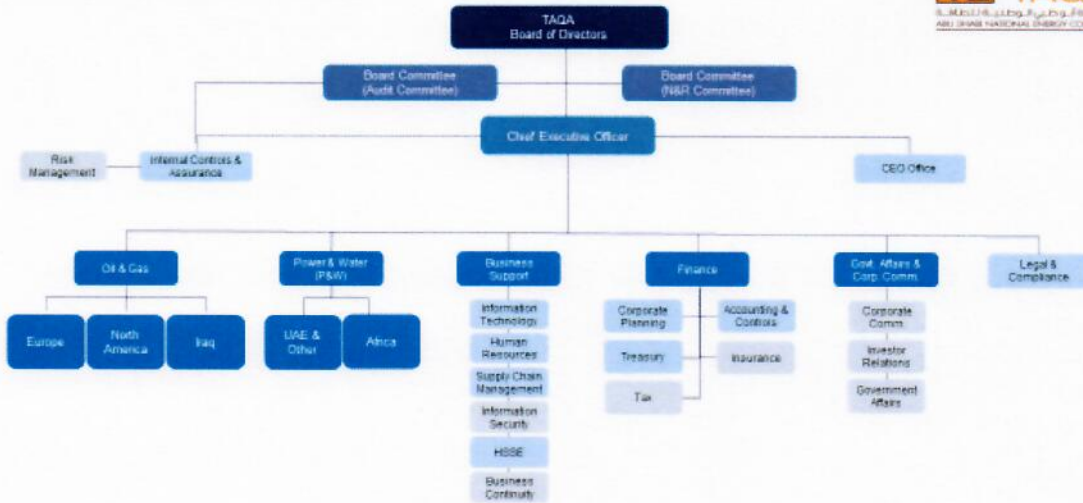 TAQA
Board of Directors
Board Committee
(Audit Committee)
Board Committee
(N&R Committee)
Chief Executive Officer
Risk
Management
Internal Controls &
Assurance
CEO Office
Oil & Gas
Power & Water
(P&W)
Business
Support
Finance
Govt. Affairs &
Corp. Comm.
Legal &
Compliance
Europe
North
America
Iraq
UAE &
Other
Africa
Information
Technology
Human
Resources
Supply Chain
Management
Information
Security
HSSE
Business
Continuity
Corporate
Planning
Accounting &
Controls
Treasury
Insurance
Tax
Corporate
Comm.
Investor
Relations
Government
Affairs
ABU DHABI NATIONAL ENERGY